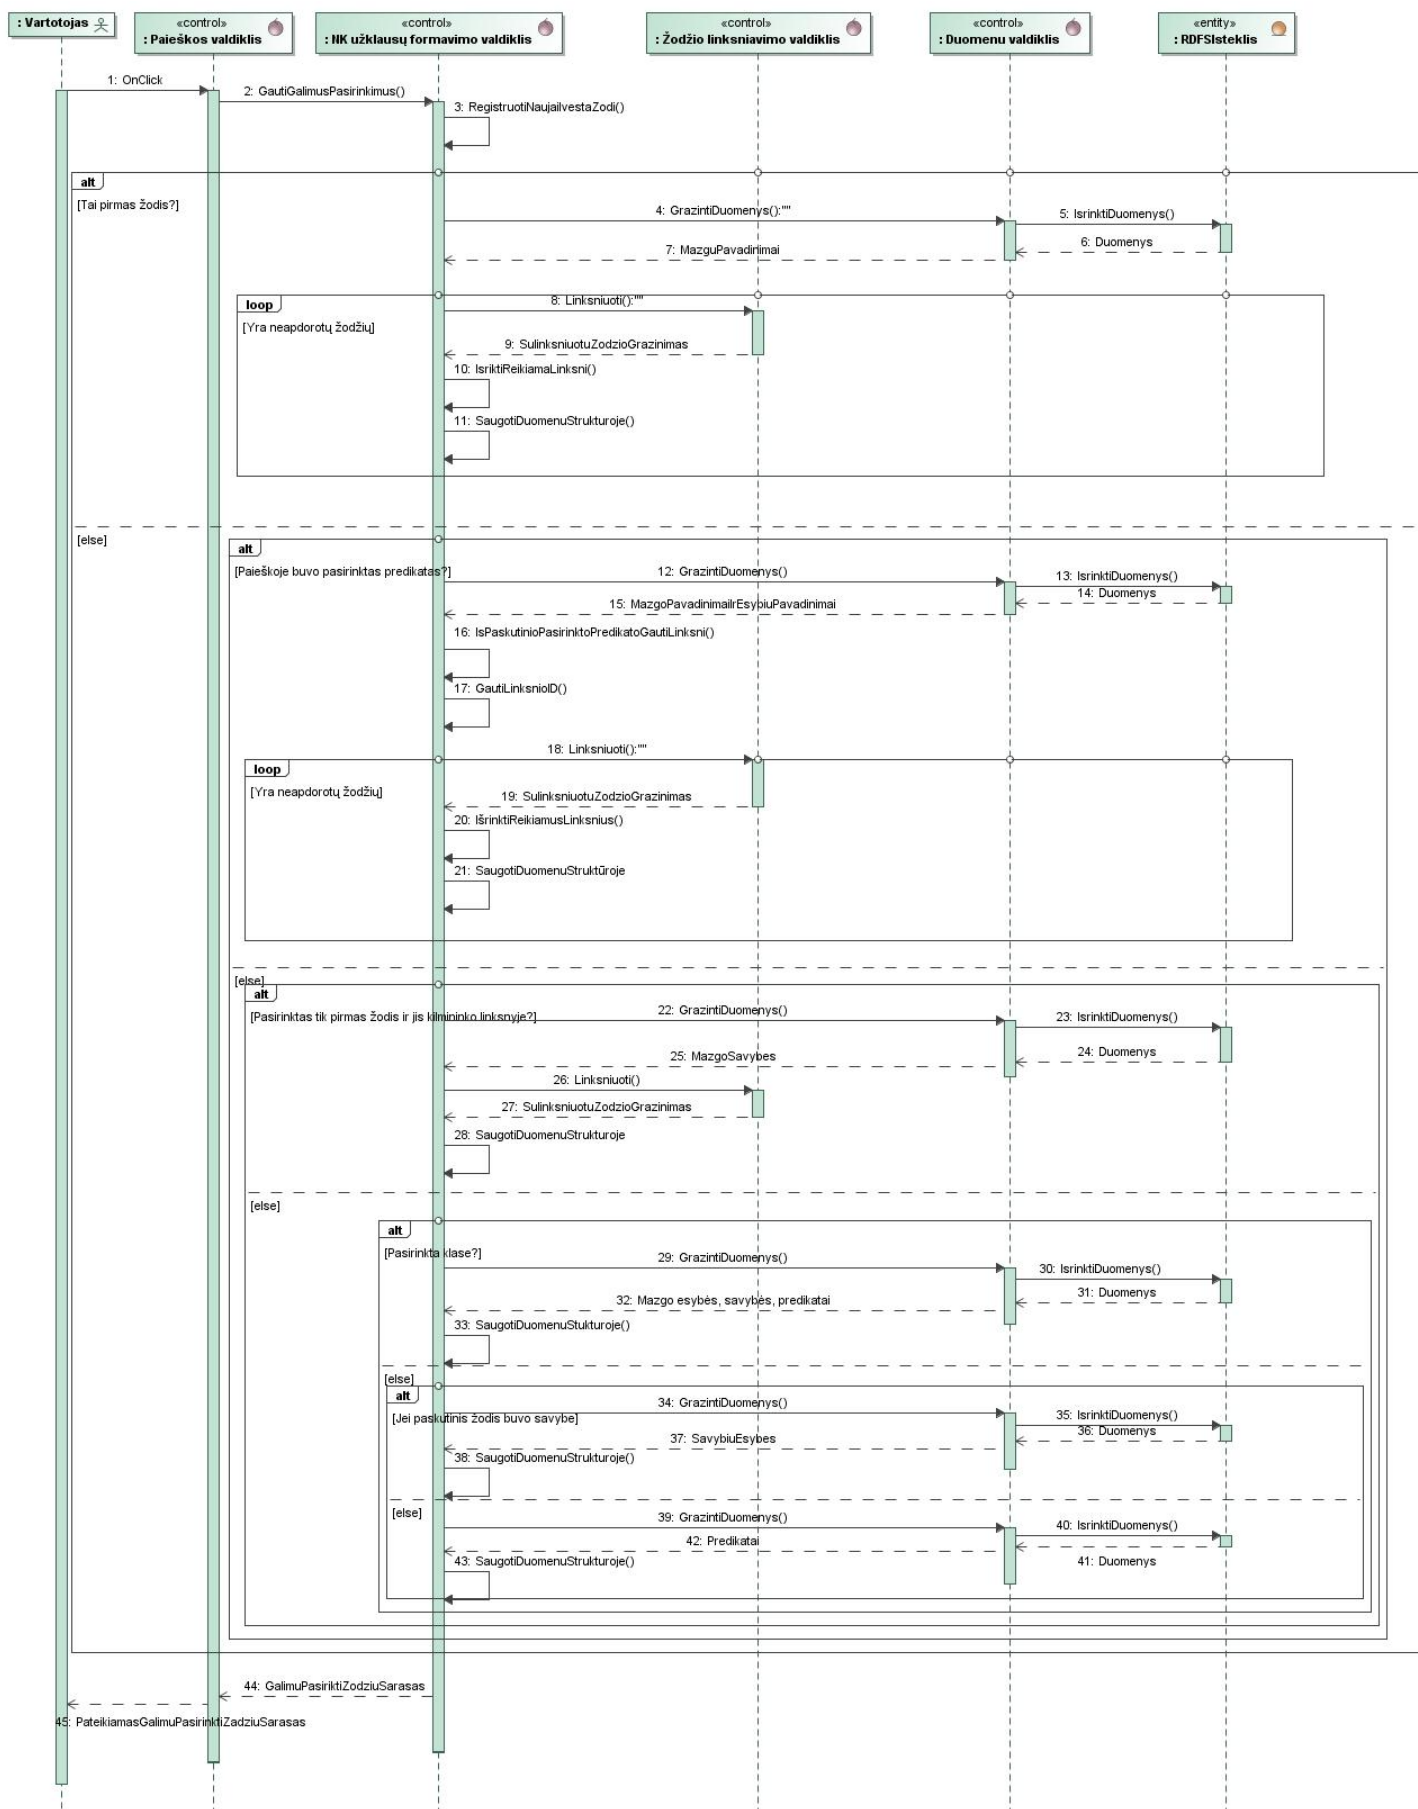 : Vartotojas
«control»
: Paieškos valdiklis
«control»
: NK užklausų formavimo valdiklis
«control»
: Žodžio linksniavimo valdiklis
«control»
: Duomenu valdiklis
«entity»
: RDFSIsteklis
1: OnClick
2: GautiGalimusPasirinkimus()
3: RegistruotiNaujaiIvestaZodi()
alt
[Tai pirmas žodis?]
4: GrazintiDuomenys():""
5: IsrinktiDuomenys()
6: Duomenys
7: MazguPavadinimai
loop
8: Linksniuoti():""
[Yra neapdorotų žodžių]
9: SulinksniuotuZodzioGrazinimas
10: IsriktiReikiamaLinksni()
11: SaugotiDuomenuStrukturoje()
[else]
alt
[Paieškoje buvo pasirinktas predikatas?]
12: GrazintiDuomenys()
13: IsrinktiDuomenys()
14: Duomenys
15: MazgoPavadinimaiIrEsybiuPavadinimai
16: IsPaskutinioPasirinktoPredikatoGautiLinksni()
17: GautiLinksnioID()
18: Linksniuoti():""
loop
[Yra neapdorotų žodžių]
19: SulinksniuotuZodzioGrazinimas
20: IšrinktiReikiamusLinksnius()
21: SaugotiDuomenuStruktūroje
[else]
alt
[Pasirinktas tik pirmas žodis ir jis kilmininko linksnyje?]
22: GrazintiDuomenys()
23: IsrinktiDuomenys()
24: Duomenys
25: MazgoSavybes
26: Linksniuoti()
27: SulinksniuotuZodzioGrazinimas
28: SaugotiDuomenuStrukturoje
[else]
alt
[Pasirinkta klase?]
29: GrazintiDuomenys()
30: IsrinktiDuomenys()
31: Duomenys
32: Mazgo esybės, savybės, predikatai
33: SaugotiDuomenuStukturoje()
[else]
alt
[Jei paskutinis žodis buvo savybe]
34: GrazintiDuomenys()
35: IsrinktiDuomenys()
36: Duomenys
37: SavybiuEsybes
38: SaugotiDuomenuStrukturoje()
[else]
39: GrazintiDuomenys()
40: IsrinktiDuomenys()
42: Predikatai
41: Duomenys
43: SaugotiDuomenuStrukturoje()
44: GalimuPasiriktiZodziuSarasas
45: PateikiamasGalimuPasirinktiZadziuSarasas